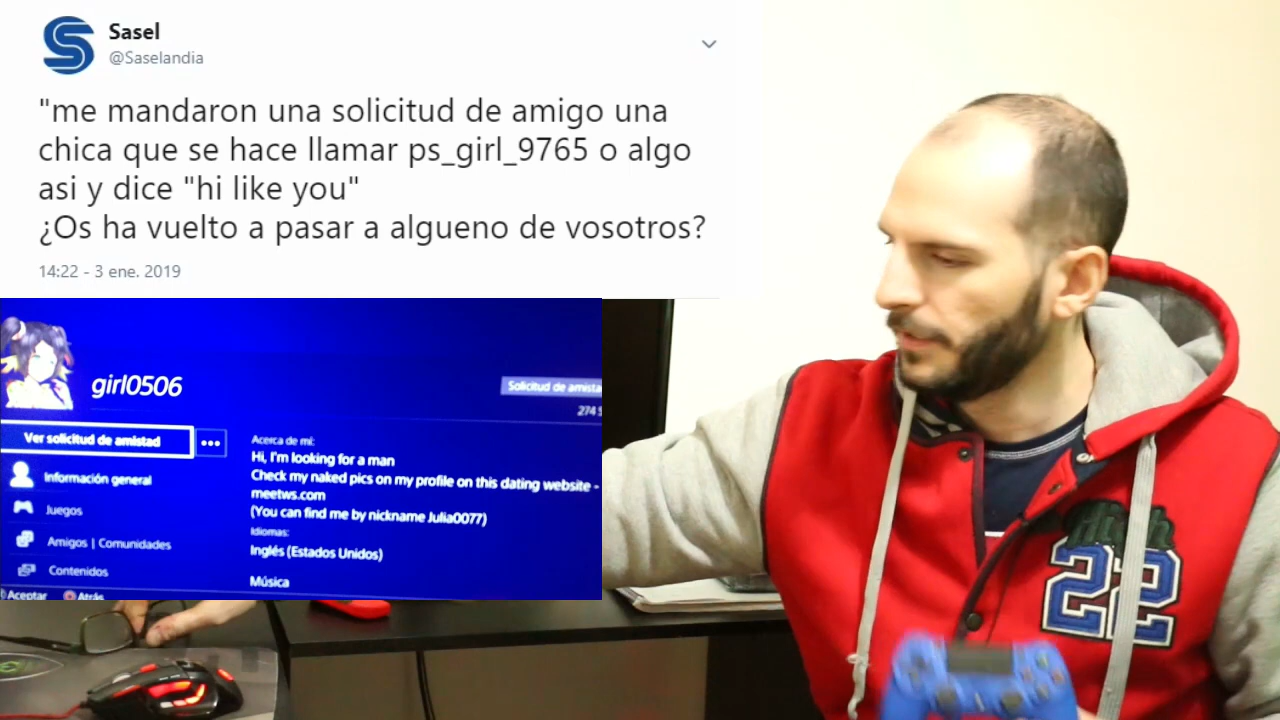 Sasel
@Saselandia
"me mandaron una solicitud de amigo una
chica que se hace llamar ps_girl_9765 o algo
asi y dice "hi like you"
¿Os ha vuelto a pasar a algueno de vosotros?
14:22 - 3 ene. 2019
girl0506
Solicitud de amista
274 S
Ver solicitud de amistad
Acerca de mí:
Hi, I'm looking for a man
Check my naked pics on my profile on this dating website -
meetws.com
(You can find me by nickname Julia0077)
Idiomas:
Inglés (Estados Unidos)
Música
Información general
Juegos
Amigos | Comunidades
Contenidos
Aceptar
Atrás
22